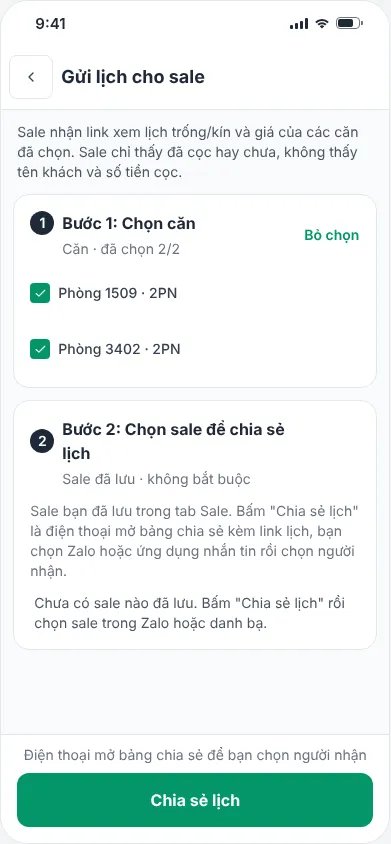 9:41
Gửi lịch cho sale
Sale nhận link xem lịch trống/kín và giá của các căn
đã chọn. Sale chỉ thấy đã cọc hay chưa, không thấy
tên khách và số tiền cọc.
1 Bước 1: Chọn căn
Căn · đã chọn 2/2
Bỏ chọn
Phòng 1509 · 2PN
Phòng 3402 · 2PN
2 Bước 2: Chọn sale để chia sẻ
lịch
Sale đã lưu · không bắt buộc
Sale bạn đã lưu trong tab Sale. Bấm "Chia sẻ lịch"
là điện thoại mở bảng chia sẻ kèm link lịch, bạn
chọn Zalo hoặc ứng dụng nhắn tin rồi chọn người
nhận.
Chưa có sale nào đã lưu. Bấm "Chia sẻ lịch" rồi
chọn sale trong Zalo hoặc danh bạ.
Điện thoại mở bảng chia sẻ để bạn chọn người nhận
Chia sẻ lịch